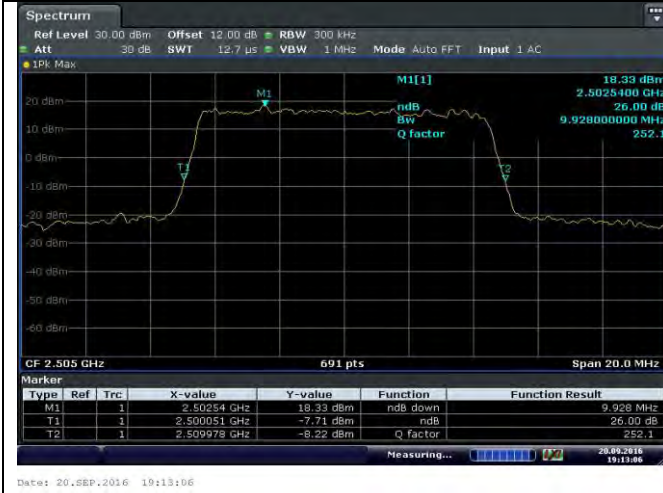 Spectrum
Ref Level 30.00 dBm Offset 12.00 dB RBW 300 kHz
Att 30 dB SWT 12.7 µs VBW 1 MHz Mode Auto FFT Input 1 AC
1Pk Max
M1[1] 18.33 dBm
2.5025400 GHz
ndB 26.00 dB
Bw 9.928000000 MHz
Q factor 252.1
M1
T1
T2
20 dBm
10 dBm
0 dBm
-10 dBm
-20 dBm
-30 dBm
-40 dBm
-50 dBm
-60 dBm
CF 2.505 GHz 691 pts Span 20.0 MHz
Marker
Type Ref Trc X-value Y-value Function Function Result
M1 1 2.50254 GHz 18.33 dBm ndB down 9.928 MHz
T1 1 2.500051 GHz -7.71 dBm ndB 26.00 dB
T2 1 2.509978 GHz -8.22 dBm Q factor 252.1
Measuring... 20.09.2016
19:13:06
Date: 20.SEP.2016 19:13:06